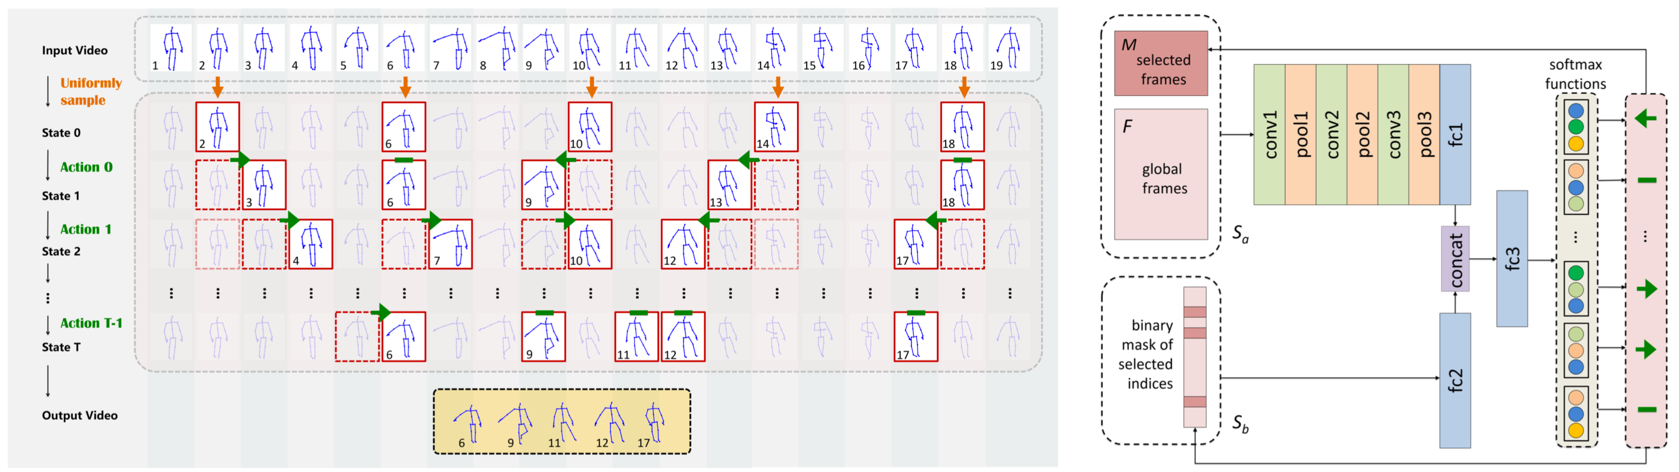 Input Video
1 2 3 4 5 6 7 8 9 10 11 12 13 14 15 16 17 18 19
Uniformly
sample
State 0
2 6 10 14 18
Action 0
State 1
3 6 9 13 18
Action 1
State 2
4 7 10 12 17
...
Action T-1
State T
6 9 11 12 17
Output Video
6 9 11 12 17
M
selected
frames
F
global
frames
Sa
conv1
pool1
conv2
pool2
conv3
pool3
fc1
binary
mask of
selected
indices
Sb
fc2
concat
fc3
softmax
functions
...
...